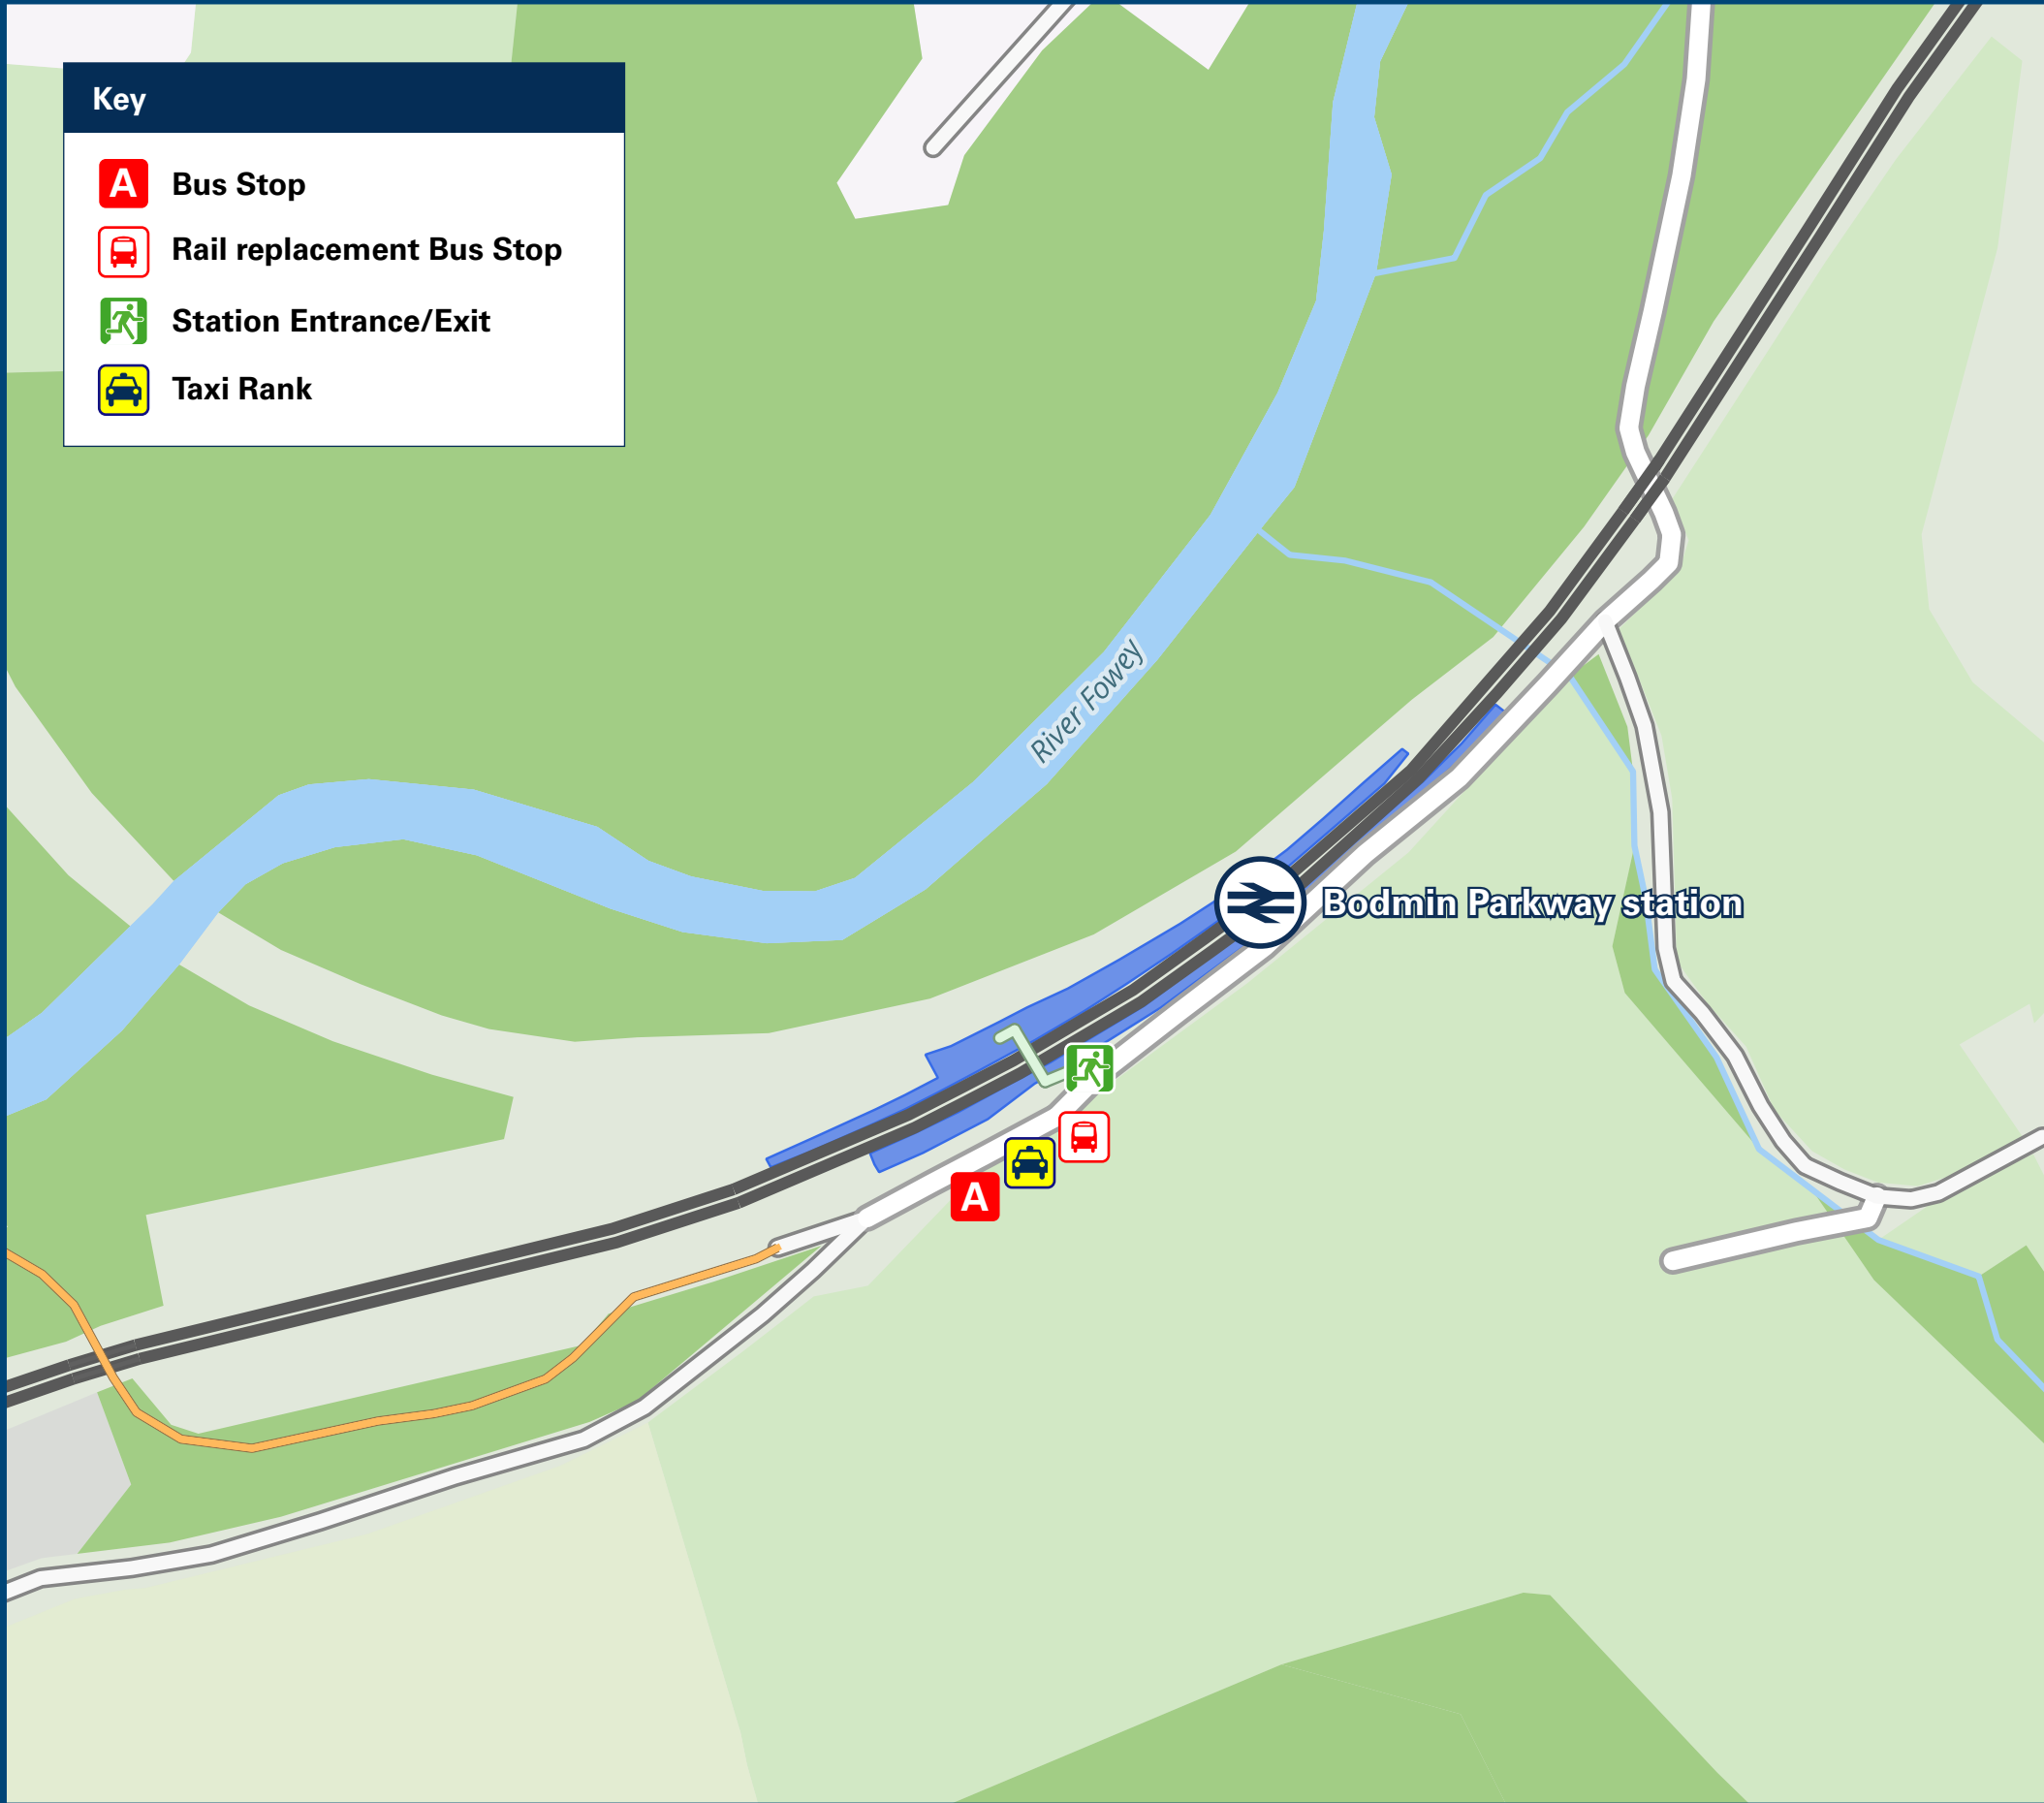 Key
A Bus Stop
Rail replacement Bus Stop
Station Entrance/Exit
Taxi Rank
River Fowey
Bodmin Parkway station
A